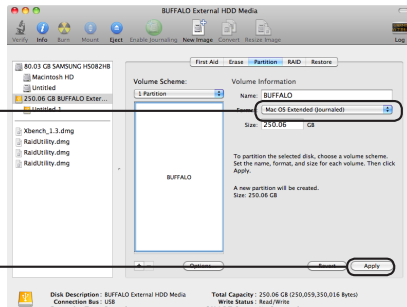 BUFFALO External HDD Media
Verify Info Burn Mount Eject Enable Journaling New Image Convert Resize Image Log
80.03 GB SAMSUNG HS082HB
Macintosh HD
Untitled
250.06 GB BUFFALO Exter...
Untitled 1
Xbench_1.3.dmg
RaidUtility.dmg
RaidUtility.dmg
RaidUtility.dmg
First Aid Erase Partition RAID Restore
Volume Scheme:
1 Partition
BUFFALO
+ − Options
Volume Information
Name: BUFFALO
Format: Mac OS Extended (Journaled)
Size: 250.06 GB
To partition the selected disk, choose a volume scheme.
Set the name, format, and size for each volume. Then click
Apply.
A new partition will be created.
Size: 250.06 GB
Revert Apply
Disk Description : BUFFALO External HDD Media Total Capacity : 250.06 GB (250,059,350,016 Bytes)
Connection Bus : USB Write Status : Read/Write